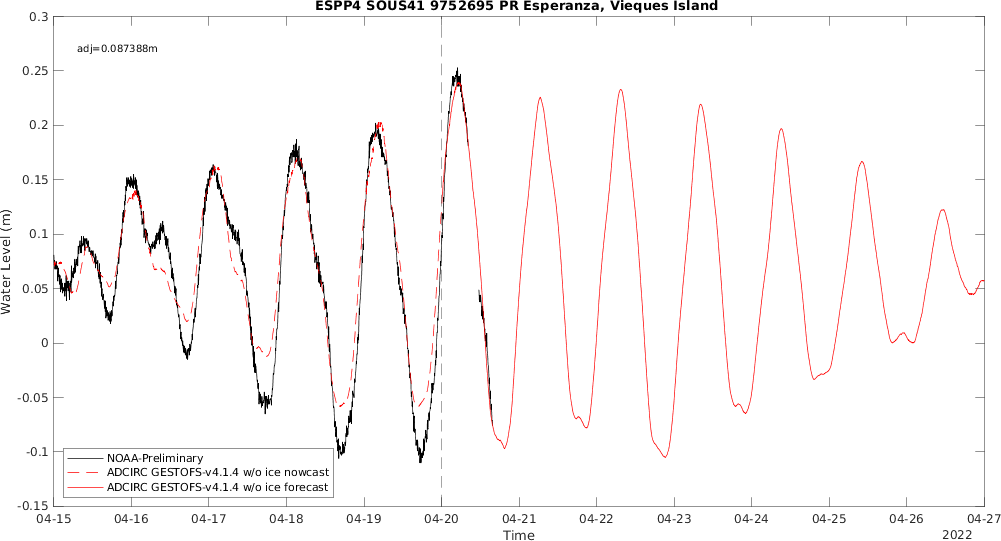 ESPP4 SOUS41 9752695 PR Esperanza, Vieques Island
0.3
adj=0.087388m
0.25
0.2
0.15
0.1
0.05
0
-0.05
-0.1
-0.15
Water Level (m)
NOAA-Preliminary
ADCIRC GESTOFS-v4.1.4 w/o ice nowcast
ADCIRC GESTOFS-v4.1.4 w/o ice forecast
04-15 04-16 04-17 04-18 04-19 04-20 04-21 04-22 04-23 04-24 04-25 04-26 04-27
Time
2022